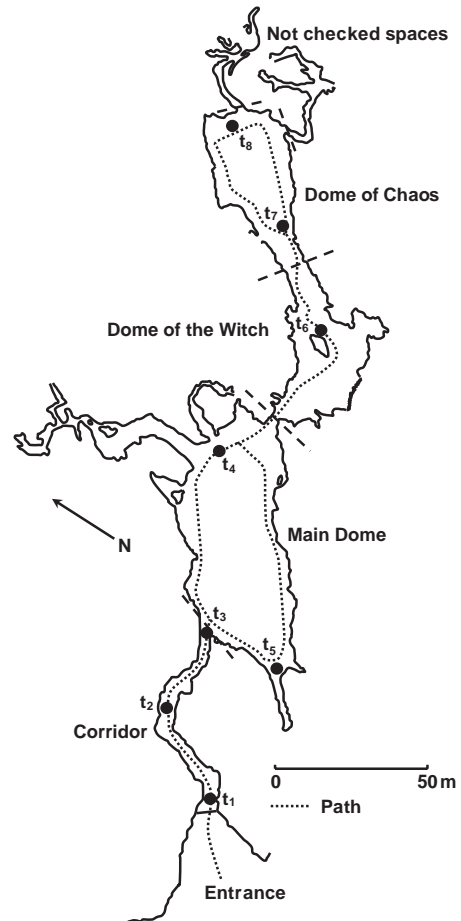 Not checked spaces
t8
Dome of Chaos
t7
t6
Dome of the Witch
t4
N
Main Dome
t3
t5
t2
Corridor
0 50 m
t1
Path
Entrance